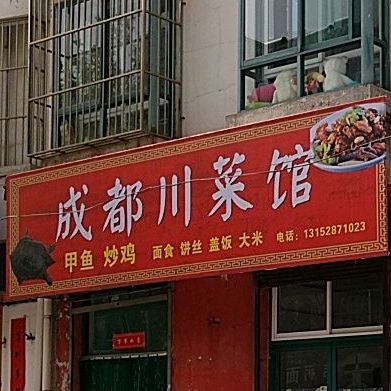 成都川菜馆
甲鱼 炒鸡 面食 饼丝 盖饭 大米 电话：13152871023